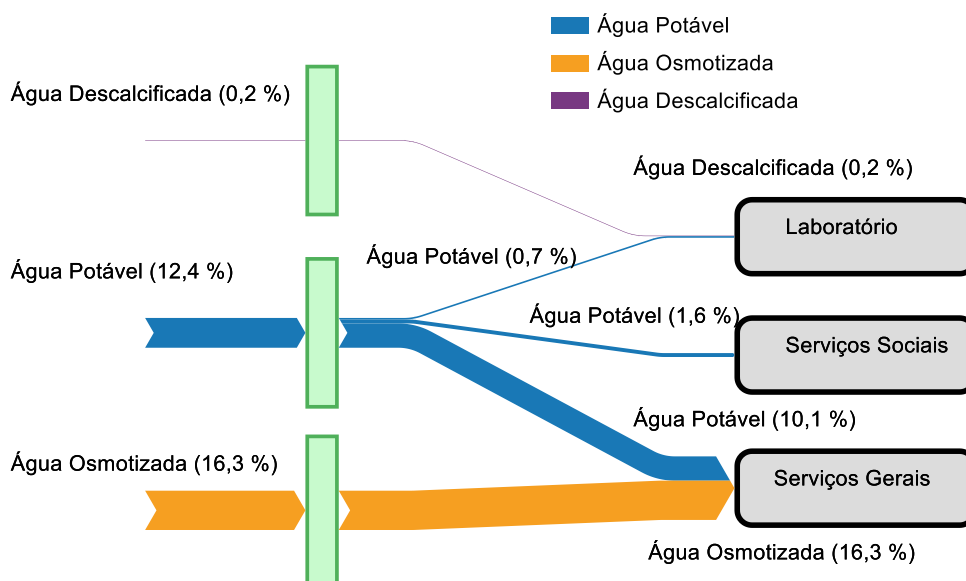 Água Potável
Água Osmotizada
Água Descalcificada
Água Descalcificada (0,2 %)
Água Descalcificada (0,2 %)
Laboratório
Água Potável (12,4 %)
Água Potável (0,7 %)
Água Potável (1,6 %)
Serviços Sociais
Água Potável (10,1 %)
Água Osmotizada (16,3 %)
Serviços Gerais
Água Osmotizada (16,3 %)